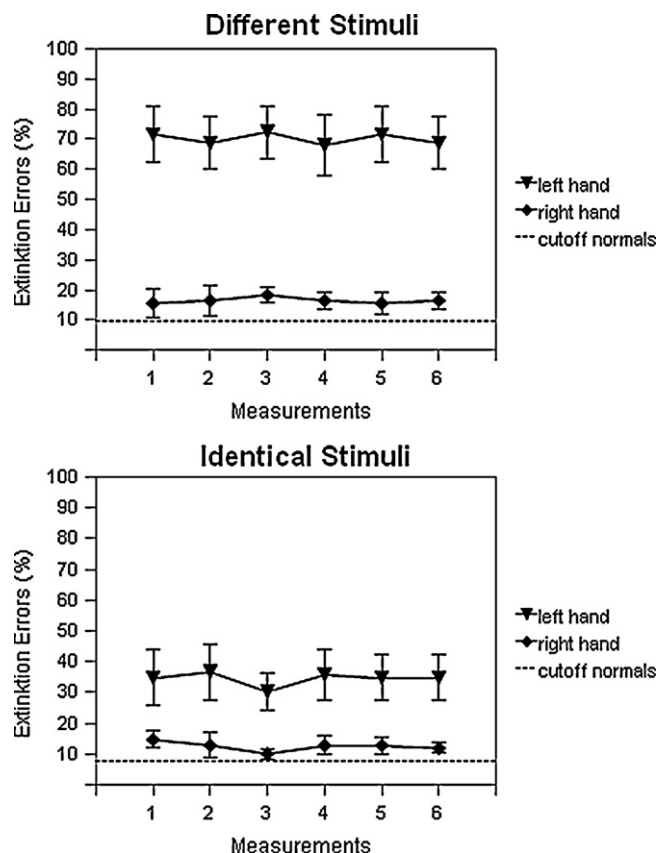 Different Stimuli
100
90
80
70
60
50
40
30
20
10
Extinktion Errors (%)
1 2 3 4 5 6
Measurements
left hand
right hand
cutoff normals
Identical Stimuli
100
90
80
70
60
50
40
30
20
10
Extinktion Errors (%)
1 2 3 4 5 6
Measurements
left hand
right hand
cutoff normals